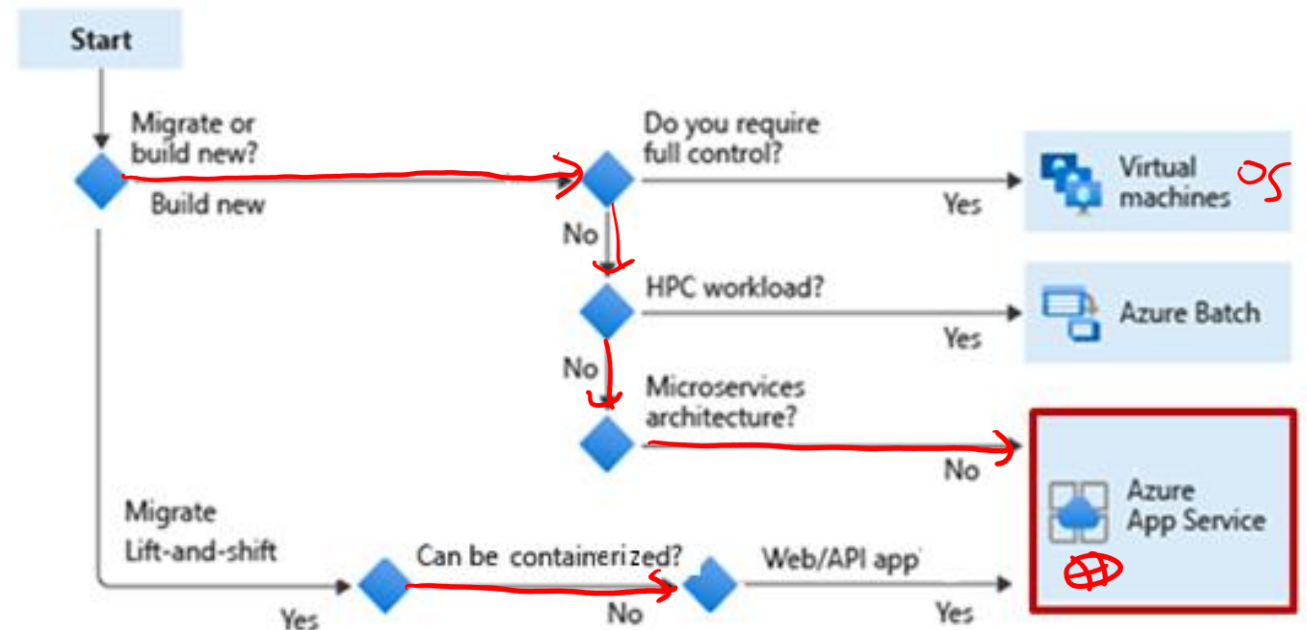 Start
Migrate or
build new?
Build new
Do you require
full control?
Yes
Virtual
machines
OS
No
HPC workload?
Yes
Azure Batch
No
Microservices
architecture?
No
Azure
App Service
Migrate
Lift-and-shift
Yes
Can be containerized?
No
Web/API app
Yes